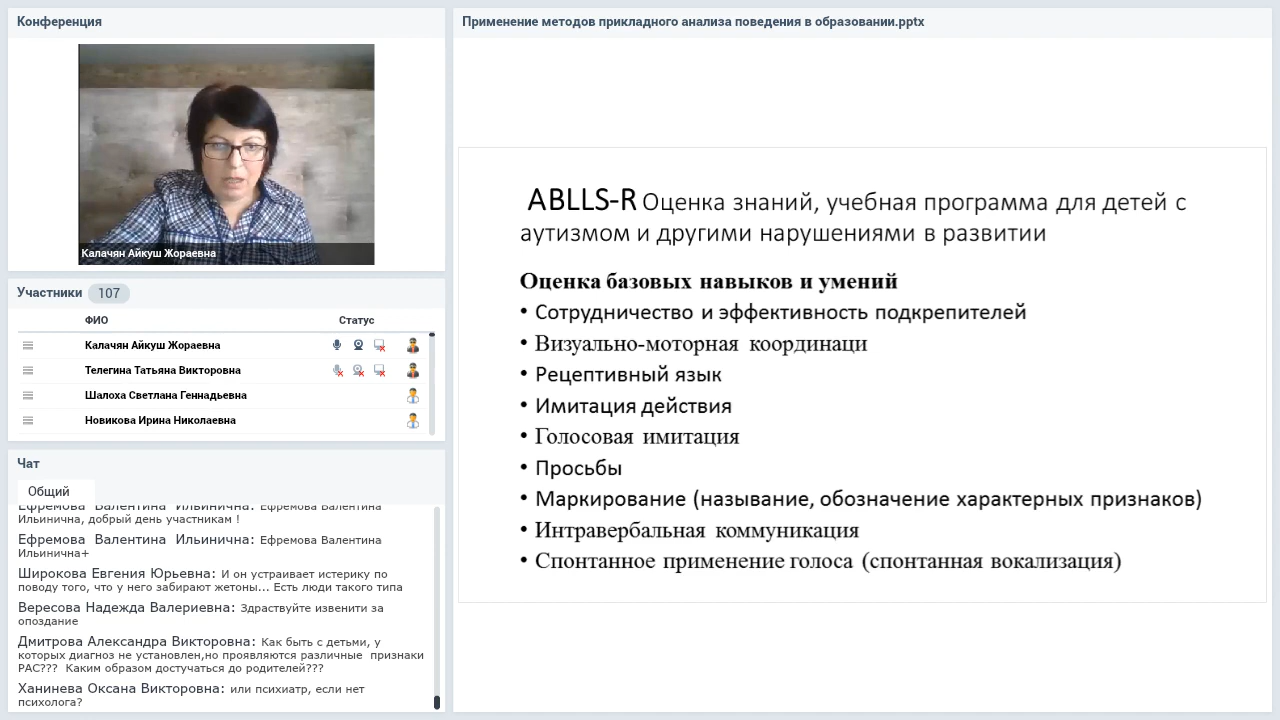 Конференция
Калачян Айкуш Жораевна
Участники 107
ФИО Статус
Калачян Айкуш Жораевна
Телегина Татьяна Викторовна
Шалоха Светлана Геннадьевна
Новикова Ирина Николаевна
Чат
Общий
Ефремова Валентина Ильинична: Ефремова Валентина
Ильинична, добрый день участникам !
Ефремова Валентина Ильинична: Ефремова Валентина
Ильинична+
Широкова Евгения Юрьевна: И он устраивает истерику по
поводу того, что у него забирают жетоны... Есть люди такого типа
Вересова Надежда Валериевна: Здраствуйте извенити за
опоздание
Дмитрова Александра Викторовна: Как быть с детьми, у
которых диагноз не установлен,но проявляются различные признаки
РАС??? Каким образом достучаться до родителей???
Ханинева Оксана Викторовна: или психиатр, если нет
психолога?
Применение методов прикладного анализа поведения в образовании.pptx
ABLLS-R Оценка знаний, учебная программа для детей с
аутизмом и другими нарушениями в развитии
Оценка базовых навыков и умений
• Сотрудничество и эффективность подкрепителей
• Визуально-моторная координаци
• Рецептивный язык
• Имитация действия
• Голосовая имитация
• Просьбы
• Маркирование (называние, обозначение характерных признаков)
• Интравербальная коммуникация
• Спонтанное применение голоса (спонтанная вокализация)